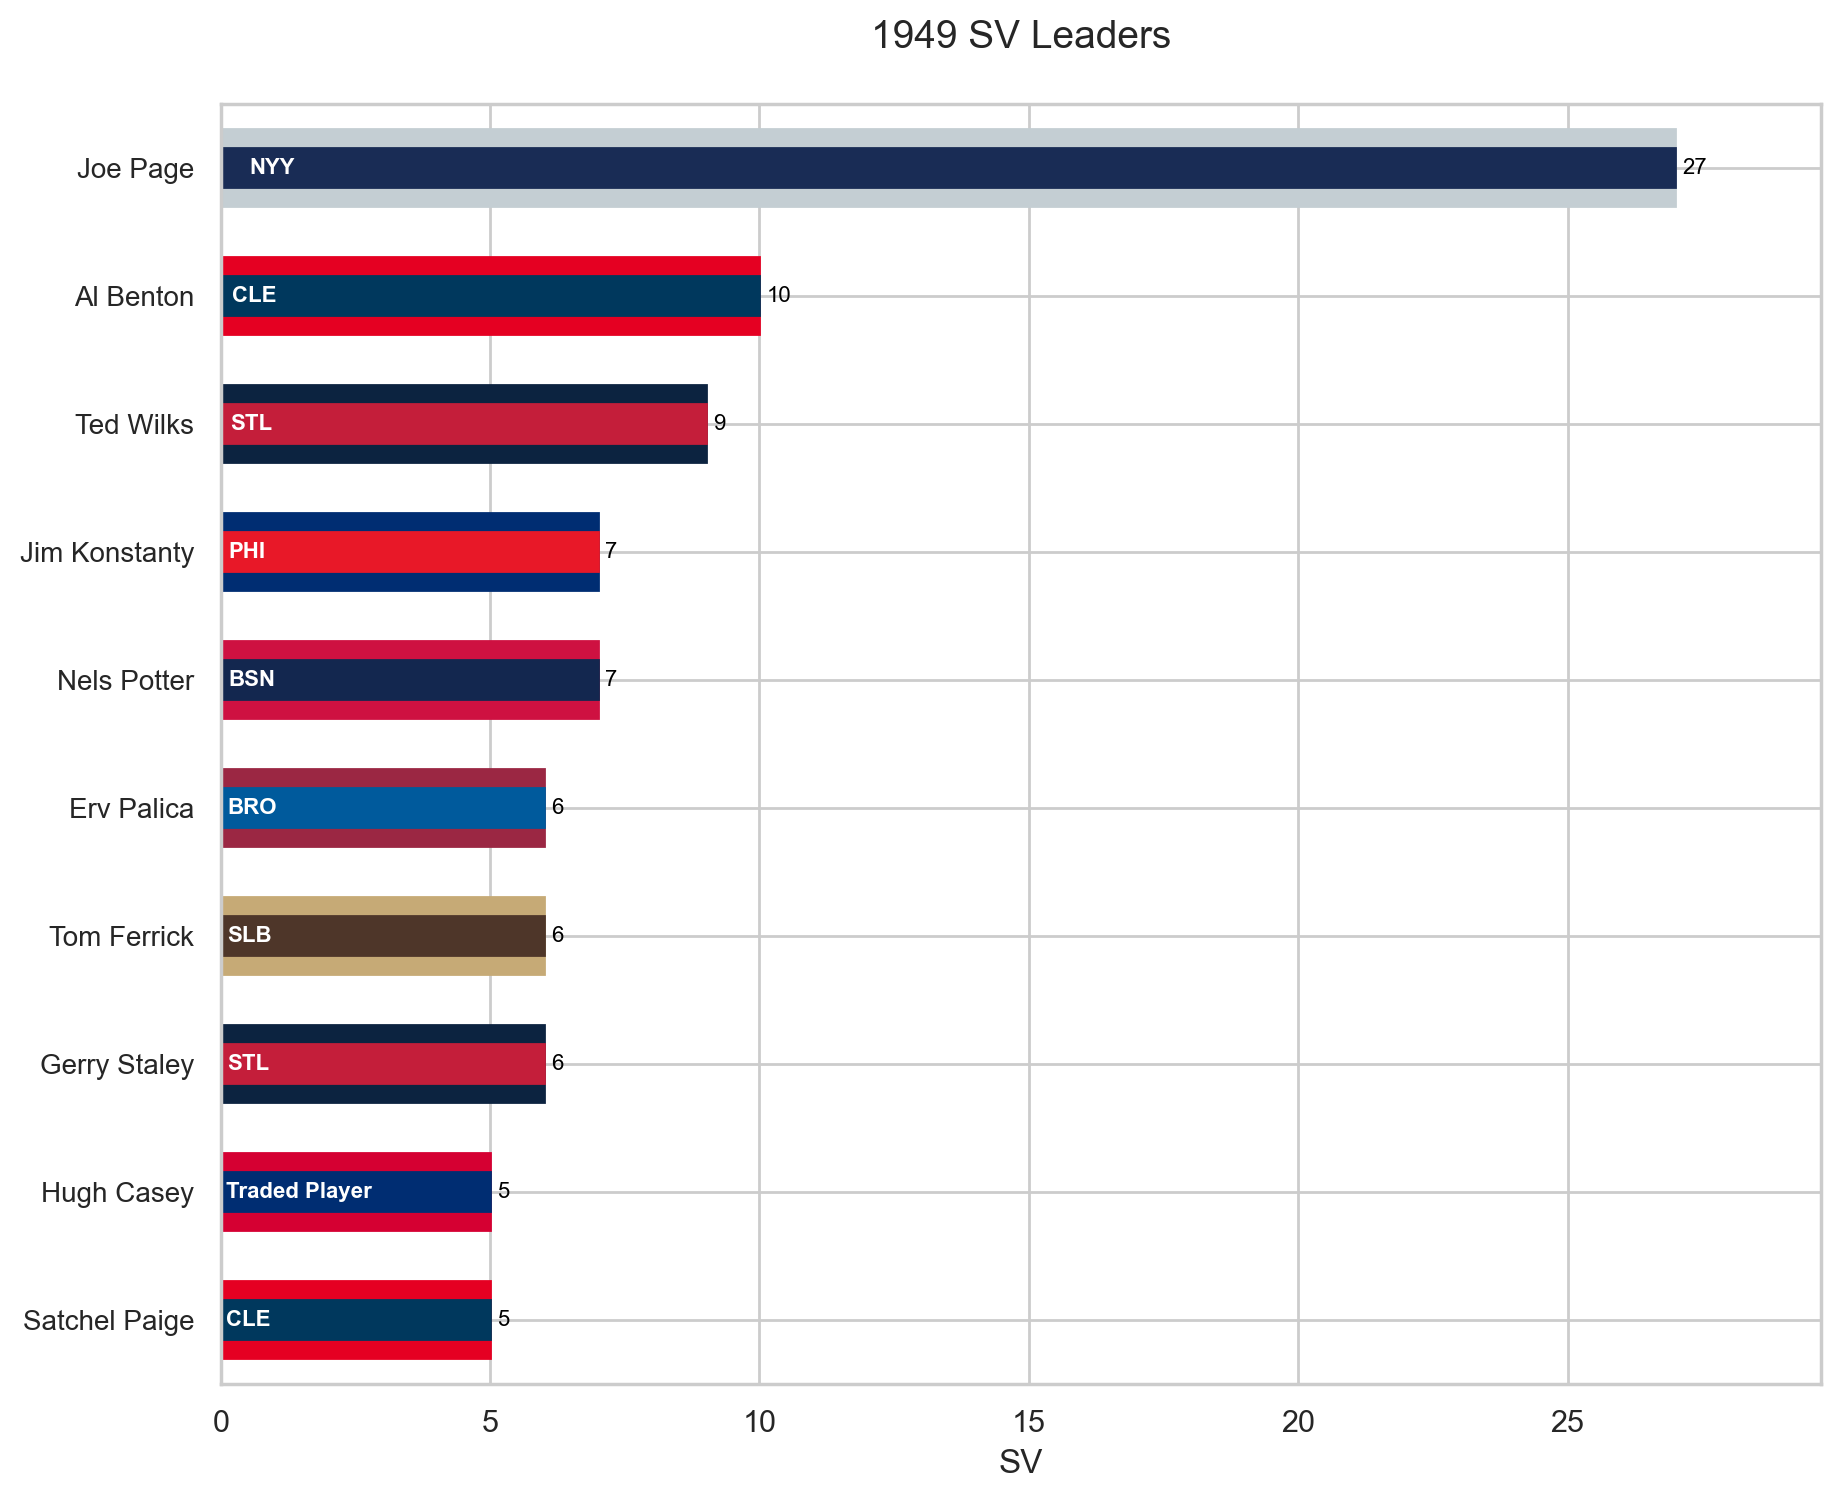 1949 SV Leaders
Joe Page NYY 27
Al Benton CLE 10
Ted Wilks STL 9
Jim Konstanty PHI 7
Nels Potter BSN 7
Erv Palica BRO 6
Tom Ferrick SLB 6
Gerry Staley STL 6
Hugh Casey Traded Player 5
Satchel Paige CLE 5
0 5 10 15 20 25
SV